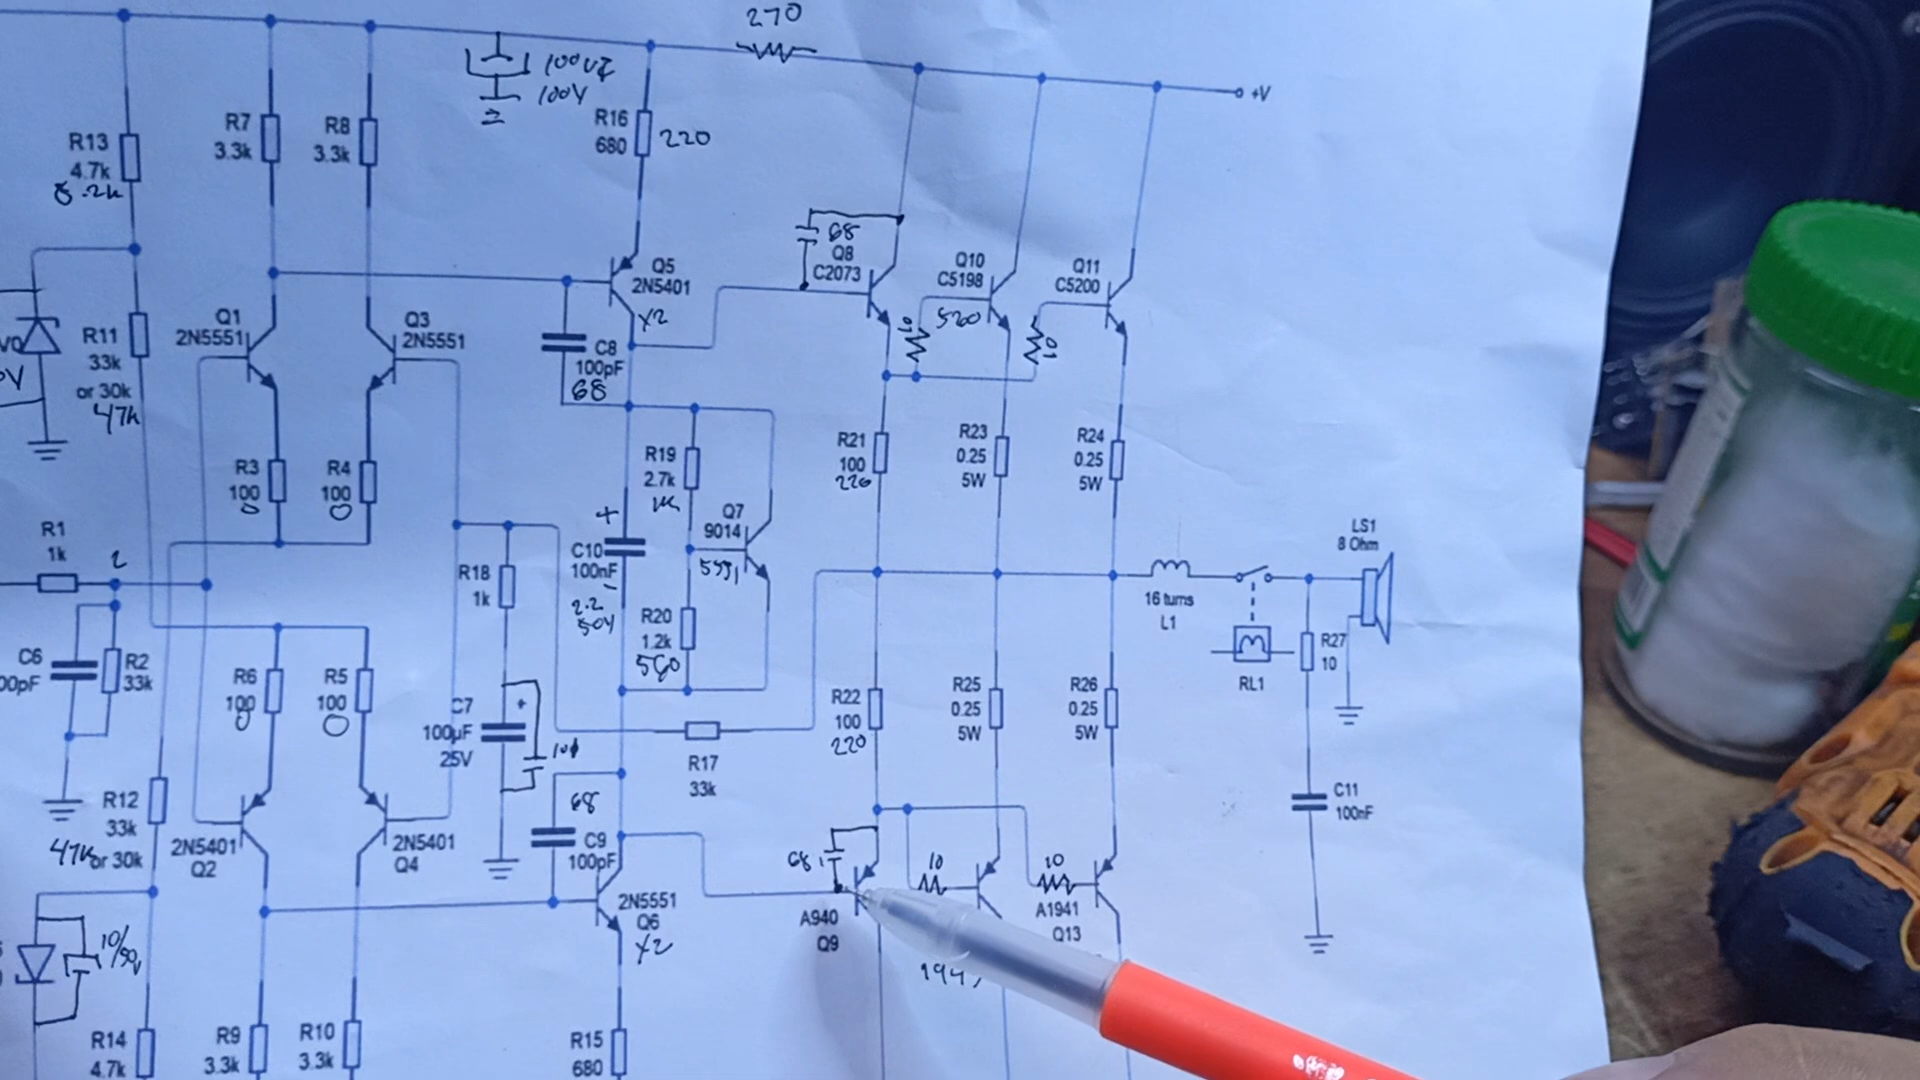 270
100uF
100V
+V
R13
4.7k
8.2k
R7
3.3k
R8
3.3k
R16
680
220
68
Q8
C2073
Q10
C5198
520
Q11
C5200
Q5
2N5401
X2
Q1
2N5551
Q3
2N5551
R11
33k
or 30k
47k
C8
100pF
68
10
10
R3
100
R4
100
R19
2.7k
1k
R21
100
220
R23
0.25
5W
R24
0.25
5W
R1
1k
2
+
C10
100nF
-
2.2
50V
Q7
9014
5551
R18
1k
LS1
8 Ohm
16 turns
L1
R20
1.2k
560
R27
10
RL1
C6
00pF
R2
33k
R6
100
R5
100
C7
100µF
25V
+
101
R17
33k
R22
100
220
R25
0.25
5W
R26
0.25
5W
C11
100nF
R12
33k
or 30k
47k
2N5401
Q2
2N5401
Q4
68
C9
100pF
68
10
10
2N5551
Q6
X2
A940
Q9
A1941
Q13
194
10/50v
R14
4.7k
R9
3.3k
R10
3.3k
R15
680